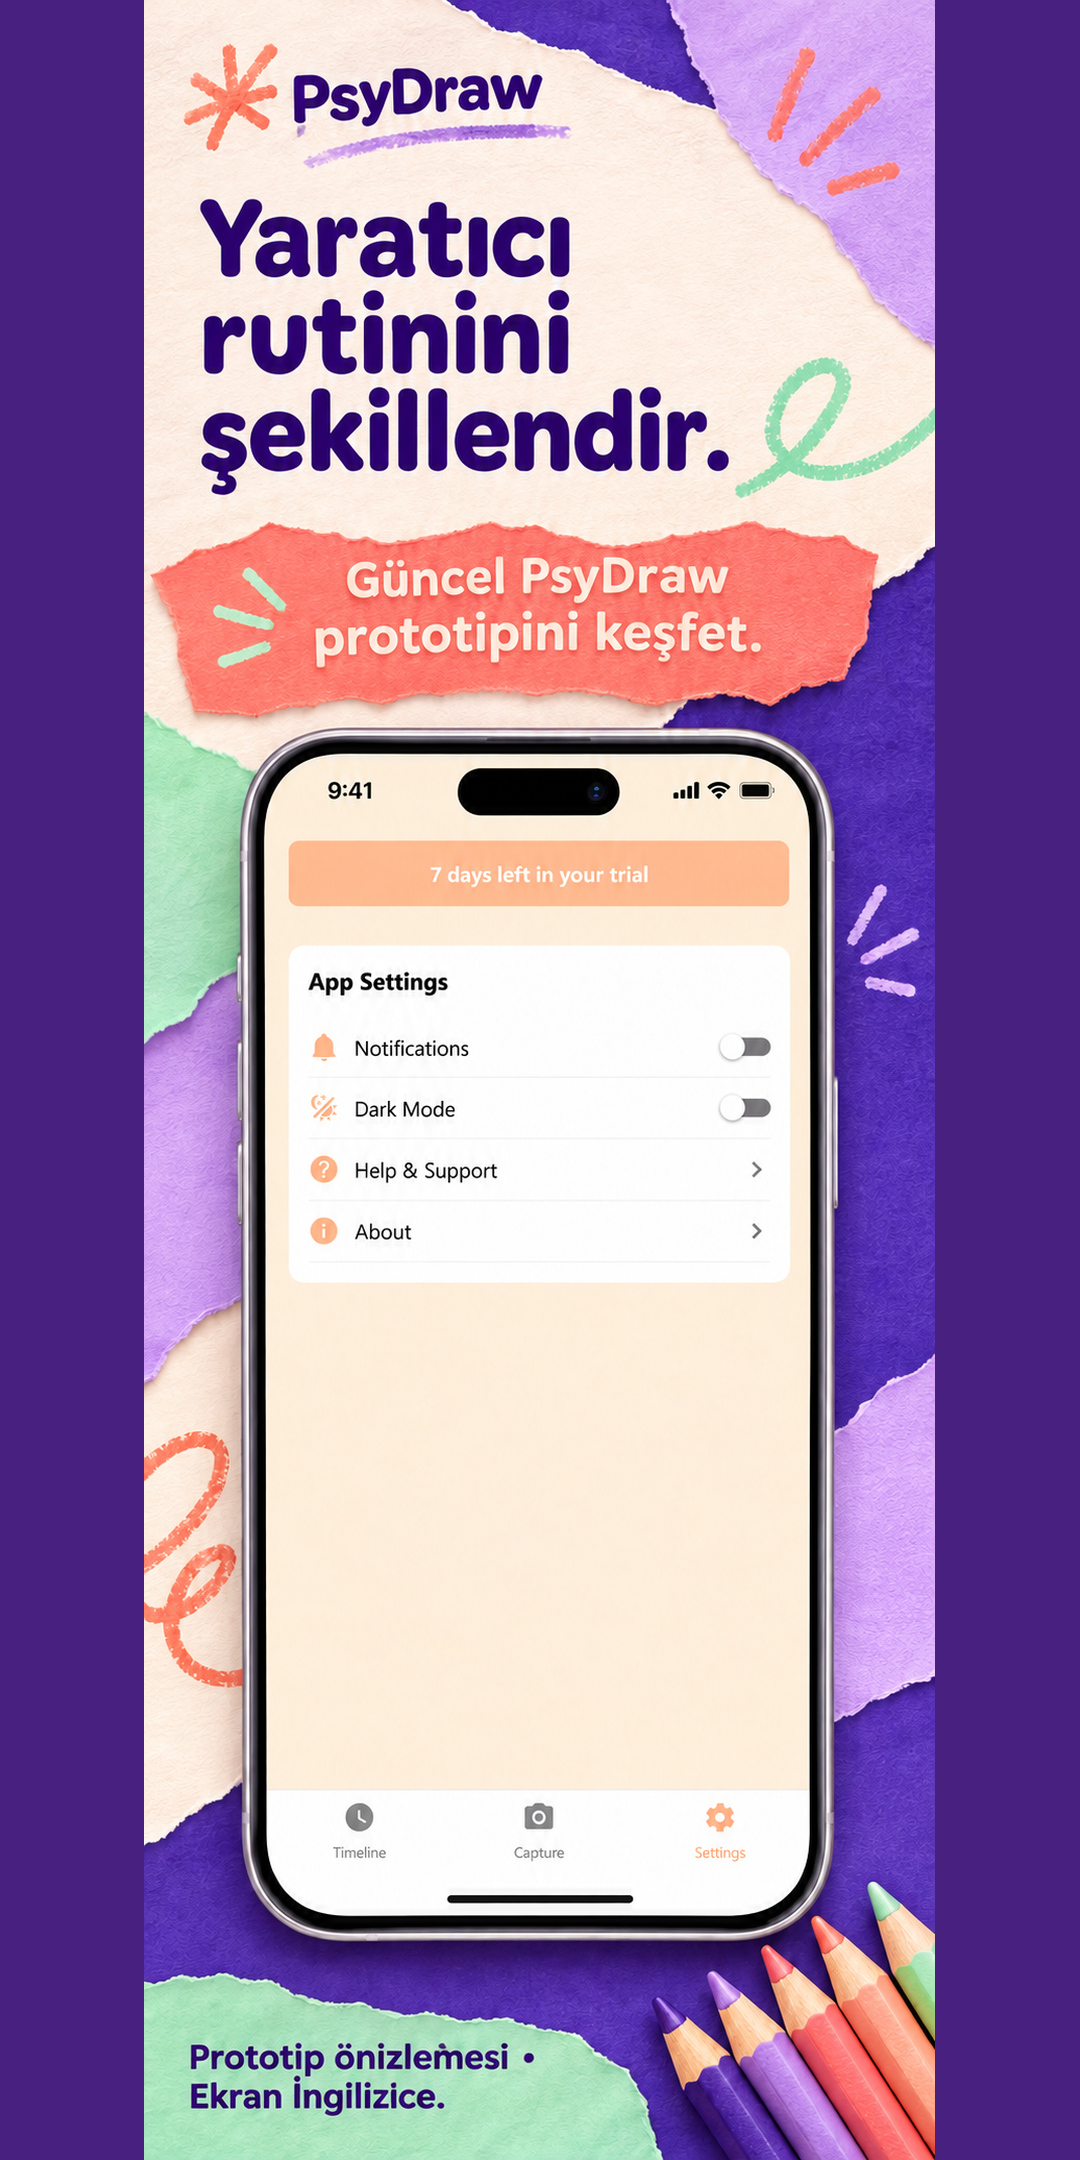 PsyDraw
Yaratıcı
rutinini
şekillendir.
Güncel PsyDraw
prototipini keşfet.
9:41
7 days left in your trial
App Settings
Notifications
Dark Mode
Help & Support
About
Timeline
Capture
Settings
Prototip önizlemesi •
Ekran İngilizice.